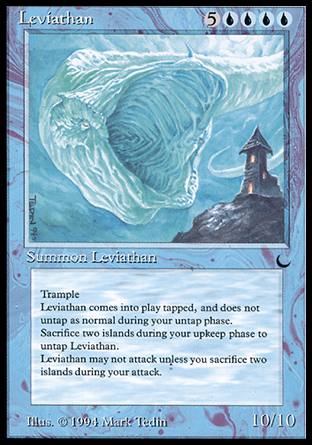 Leviathan 5
TEDIN 94
Summon Leviathan
Trample
Leviathan comes into play tapped, and does not
untap as normal during your untap phase.
Sacrifice two islands during your upkeep phase to
untap Leviathan.
Leviathan may not attack unless you sacrifice two
islands during your attack.
Illus. © 1994 Mark Tedin 10/10